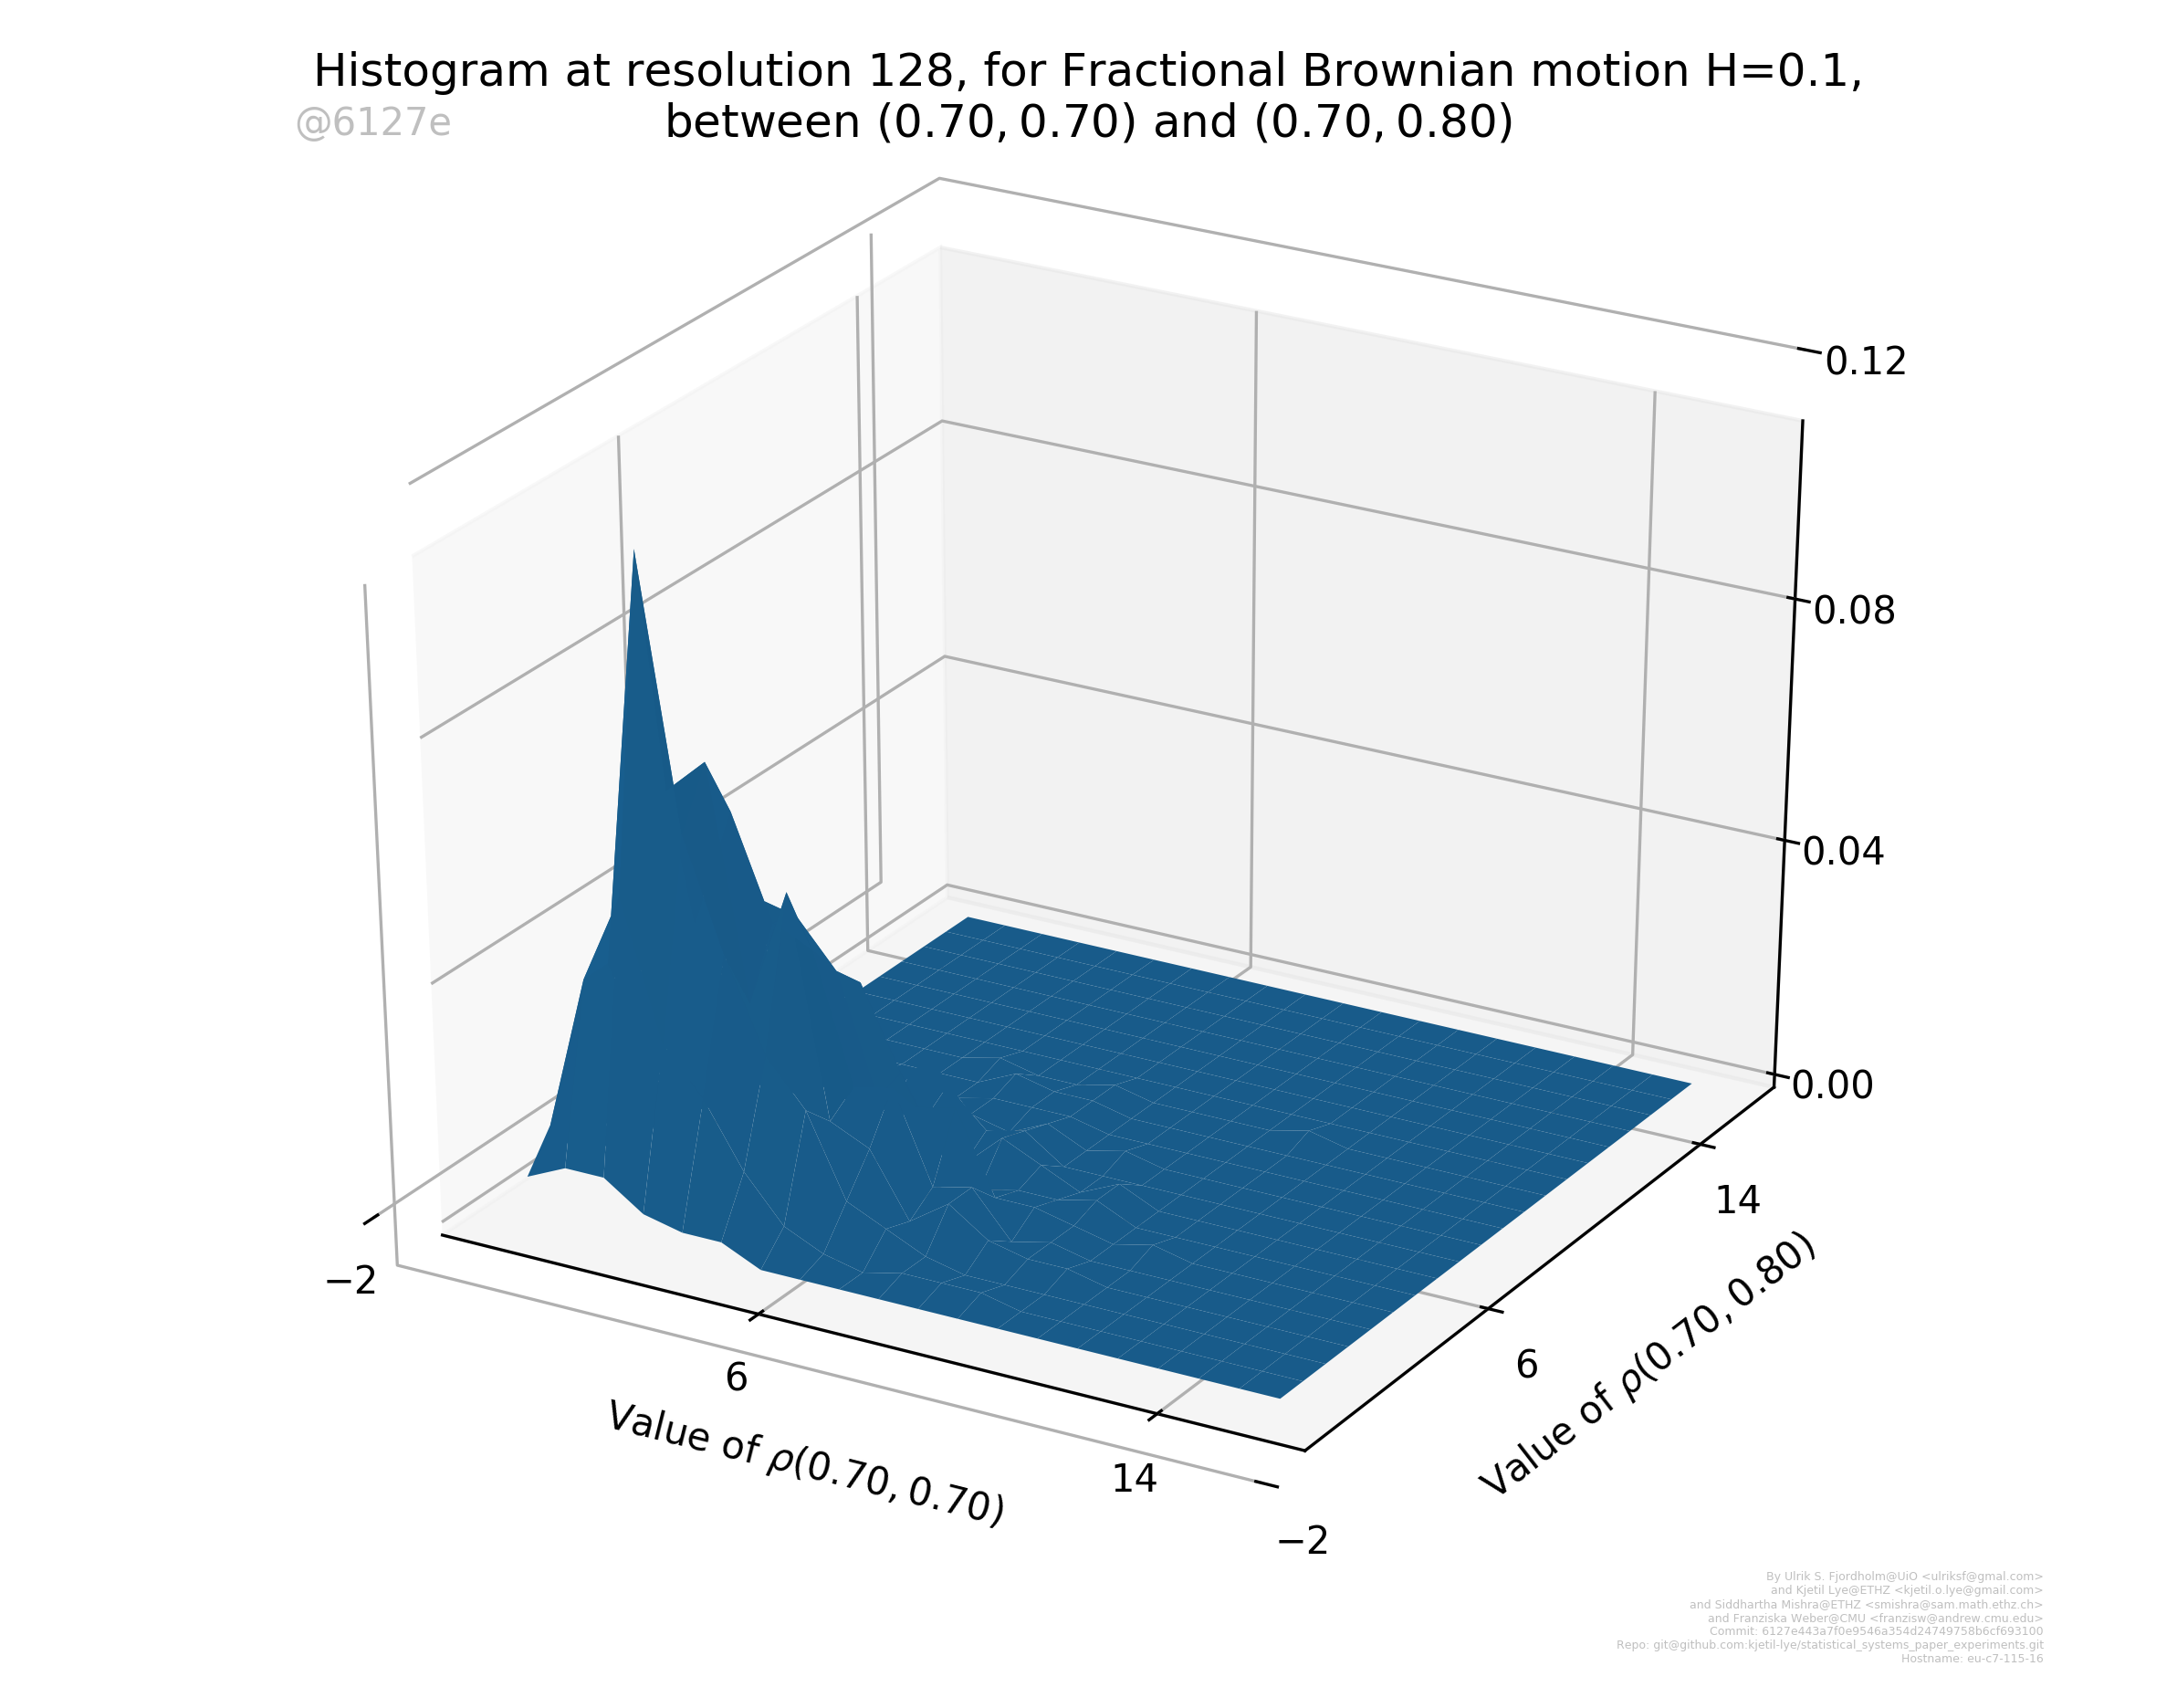 Histogram at resolution 128, for Fractional Brownian motion H=0.1,
@6127e between (0.70, 0.70) and (0.70, 0.80)
0.12
0.08
0.04
0.00
14
6
−2
−2
6
14
Value of ρ(0.70, 0.70)
Value of ρ(0.70, 0.80)
By Ulrik S. Fjordholm@UiO <ulriksf@gmal.com>
and Kjetil Lye@ETHZ <kjetil.o.lye@gmail.com>
and Siddhartha Mishra@ETHZ <smishra@sam.math.ethz.ch>
and Franziska Weber@CMU <franzisw@andrew.cmu.edu>
Commit: 6127e443a7f0e9546a354d24749758b6cf693100
Repo: git@github.com:kjetil-lye/statistical_systems_paper_experiments.git
Hostname: eu-c7-115-16